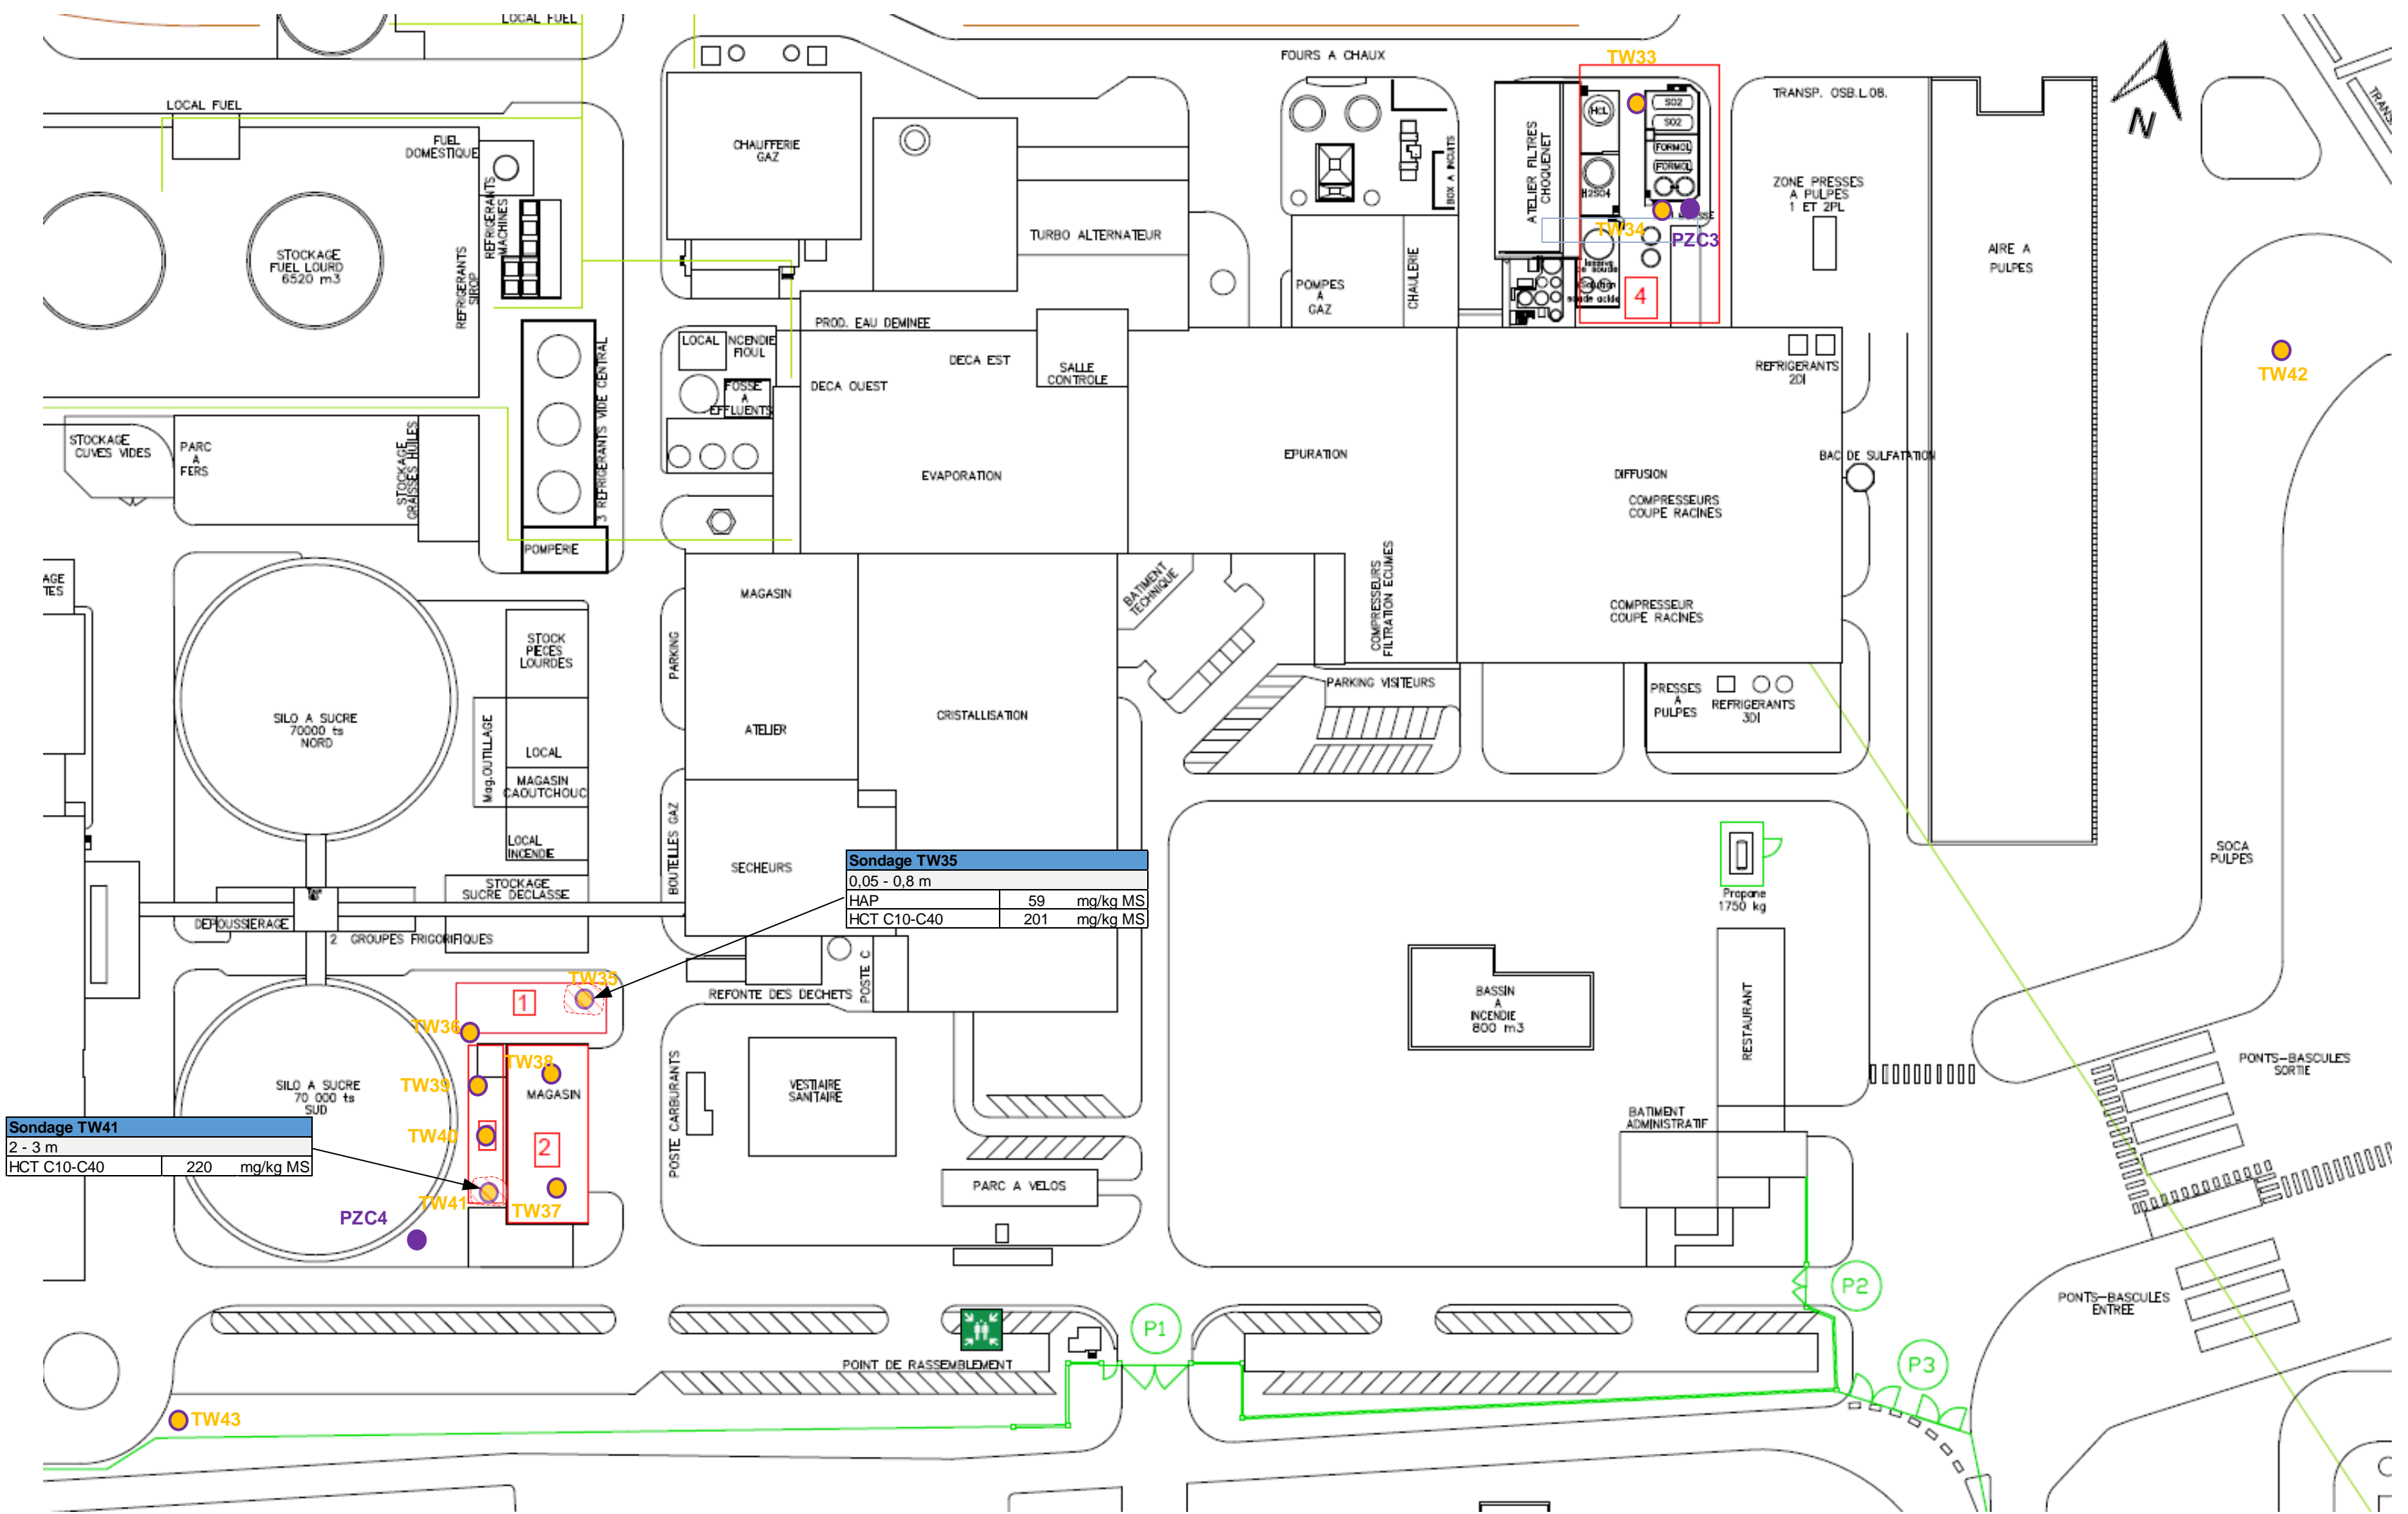 LOCAL FUEL
FOURS A CHAUX
TW33
LOCAL FUEL
FUEL
DOMESTIQUE
CHAUFFERIE
GAZ
HCL
SO2
SO2
FORMOL
FORMOL
H2SO4
TRANSP. OSB.L.08.
N
ATELIER FILTRES
CHOQUENET
BOX A INCUITS
ZONE PRESSES
A PULPES
1 ET 2PL
REFRIGERANTS
MACHINES
REFRIGERANTS
SIROP
STOCKAGE
FUEL LOURD
6520 m3
TURBO ALTERNATEUR
TW34
PZC3
AIRE A
PULPES
POMPES
A
GAZ
CHAULERIE
4
PROD. EAU DEMINEE
LOCAL INCENDIE
FIOUL
FOSSE
A
EFFLUENTS
DECA OUEST
DECA EST
SALLE
CONTROLE
REFRIGERANTS
2DI
TW42
3 REFRIGERANTS VIDE CENTRAL
STOCKAGE
CUVES VIDES
PARC
A
FERS
STOCKAGE
GRAISSES HUILES
EVAPORATION
EPURATION
DIFFUSION
COMPRESSEURS
COUPE RACINES
BAC DE SULFATATION
POMPERIE
AGE
TES
MAGASIN
BATIMENT
TECHNIQUE
COMPRESSEURS
FILTRATION ECUMES
COMPRESSEUR
COUPE RACINES
STOCK
PIECES
LOURDES
PARKING
PARKING VISITEURS
PRESSES
A
PULPES
REFRIGERANTS
3DI
SILO A SUCRE
70000 ts
NORD
Mag.OUTILLAGE
LOCAL
MAGASIN
CAOUTCHOUC
ATELIER
CRISTALLISATION
LOCAL
INCENDIE
BOUTEILLES GAZ
SECHEURS
Sondage TW35
0,05 - 0,8 m
HAP 59 mg/kg MS
HCT C10-C40 201 mg/kg MS
SOCA
PULPES
Propane
1750 kg
STOCKAGE
SUCRE DECLASSE
DEPOUSSIERAGE
2 GROUPES FRIGORIFIQUES
TW35
1
REFONTE DES DECHETS
POSTE C
BASSIN
A
INCENDIE
800 m3
RESTAURANT
TW36
TW38
TW39
MAGASIN
SILO A SUCRE
70 000 ts
SUD
POSTE CARBURANTS
VESTIAIRE
SANITAIRE
PONTS-BASCULES
SORTIE
BATIMENT
ADMINISTRATIF
Sondage TW41
2 - 3 m
HCT C10-C40 220 mg/kg MS
TW40
2
TW41
TW37
PZC4
PARC A VELOS
P2
PONTS-BASCULES
ENTREE
P1
P3
POINT DE RASSEMBLEMENT
TW43